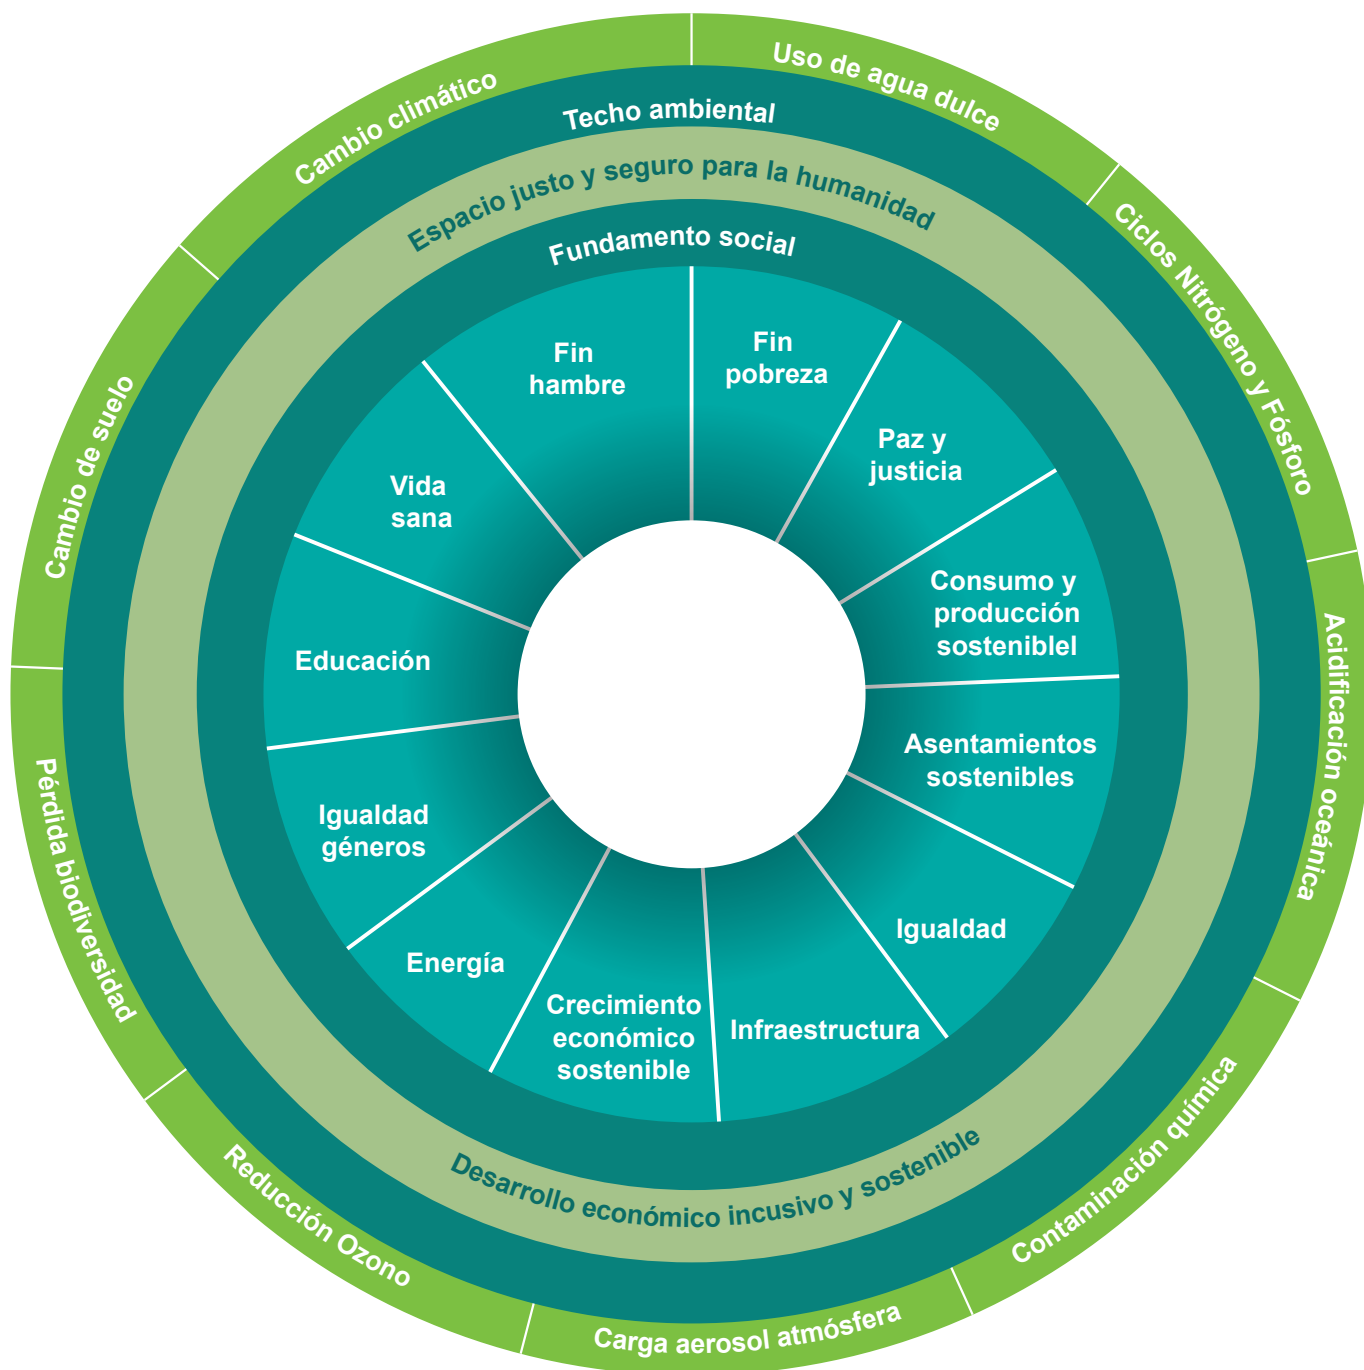 Uso de agua dulce
Ciclos Nitrógeno y Fósforo
Acidificación oceánica
Contaminación química
Carga aerosol atmósfera
Reducción Ozono
Pérdida biodiversidad
Cambio de suelo
Cambio climático
Techo ambiental
Espacio justo y seguro para la humanidad
Fundamento social
Fin
pobreza
Paz y
justicia
Consumo y
producción
sosteniblel
Asentamientos
sostenibles
Igualdad
Infraestructura
Crecimiento
económico
sostenible
Energía
Igualdad
géneros
Educación
Vida
sana
Fin
hambre
Desarrollo económico incusivo y sostenible